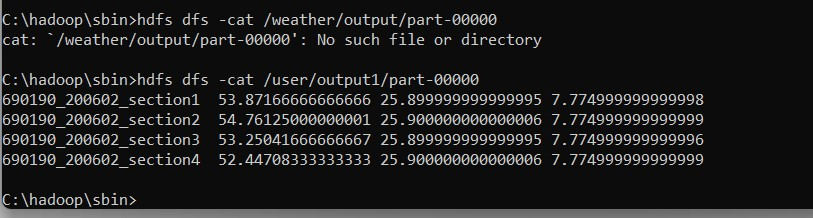 C:\hadoop\sbin>hdfs dfs -cat /weather/output/part-00000
cat: `/weather/output/part-00000': No such file or directory
C:\hadoop\sbin>hdfs dfs -cat /user/output1/part-00000
690190_200602_section1  53.87166666666666 25.899999999999995 7.774999999999998
690190_200602_section2  54.76125000000001 25.900000000000006 7.774999999999999
690190_200602_section3  53.25041666666667 25.899999999999995 7.774999999999996
690190_200602_section4  52.44708333333333 25.900000000000006 7.774999999999999
C:\hadoop\sbin>